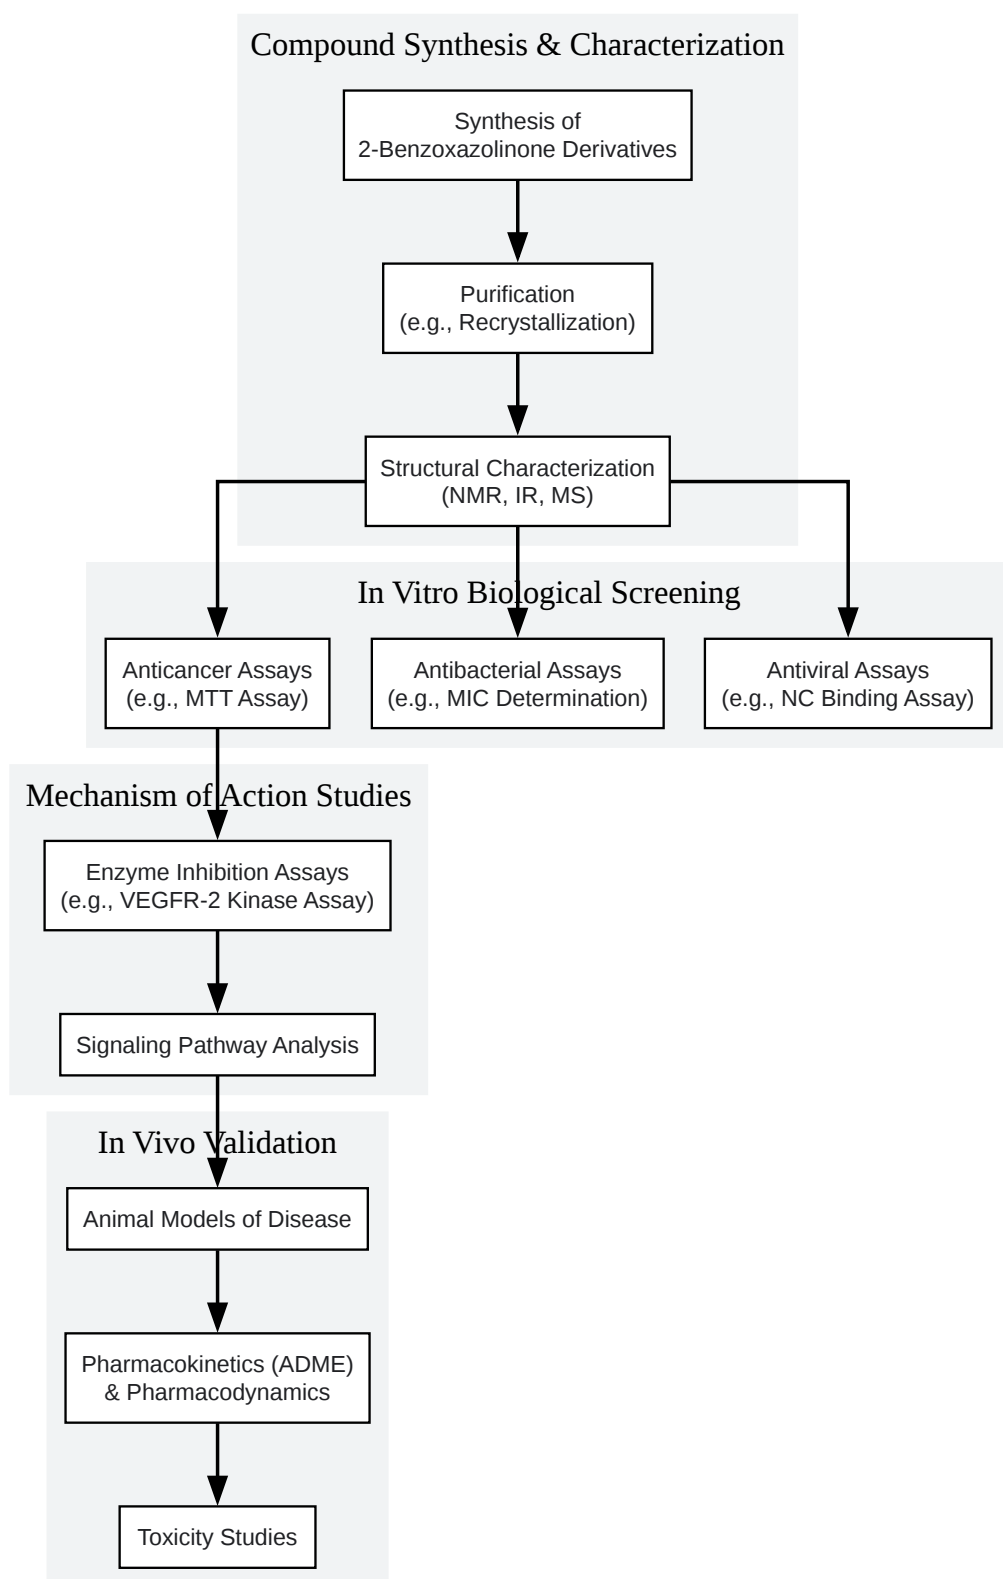 Compound Synthesis & Characterization
Synthesis of
2-Benzoxazolinone Derivatives
Purification
(e.g., Recrystallization)
Structural Characterization
(NMR, IR, MS)
In Vitro Biological Screening
Anticancer Assays
(e.g., MTT Assay)
Antibacterial Assays
(e.g., MIC Determination)
Antiviral Assays
(e.g., NC Binding Assay)
Mechanism of Action Studies
Enzyme Inhibition Assays
(e.g., VEGFR-2 Kinase Assay)
Signaling Pathway Analysis
In Vivo Validation
Animal Models of Disease
Pharmacokinetics (ADME)
& Pharmacodynamics
Toxicity Studies